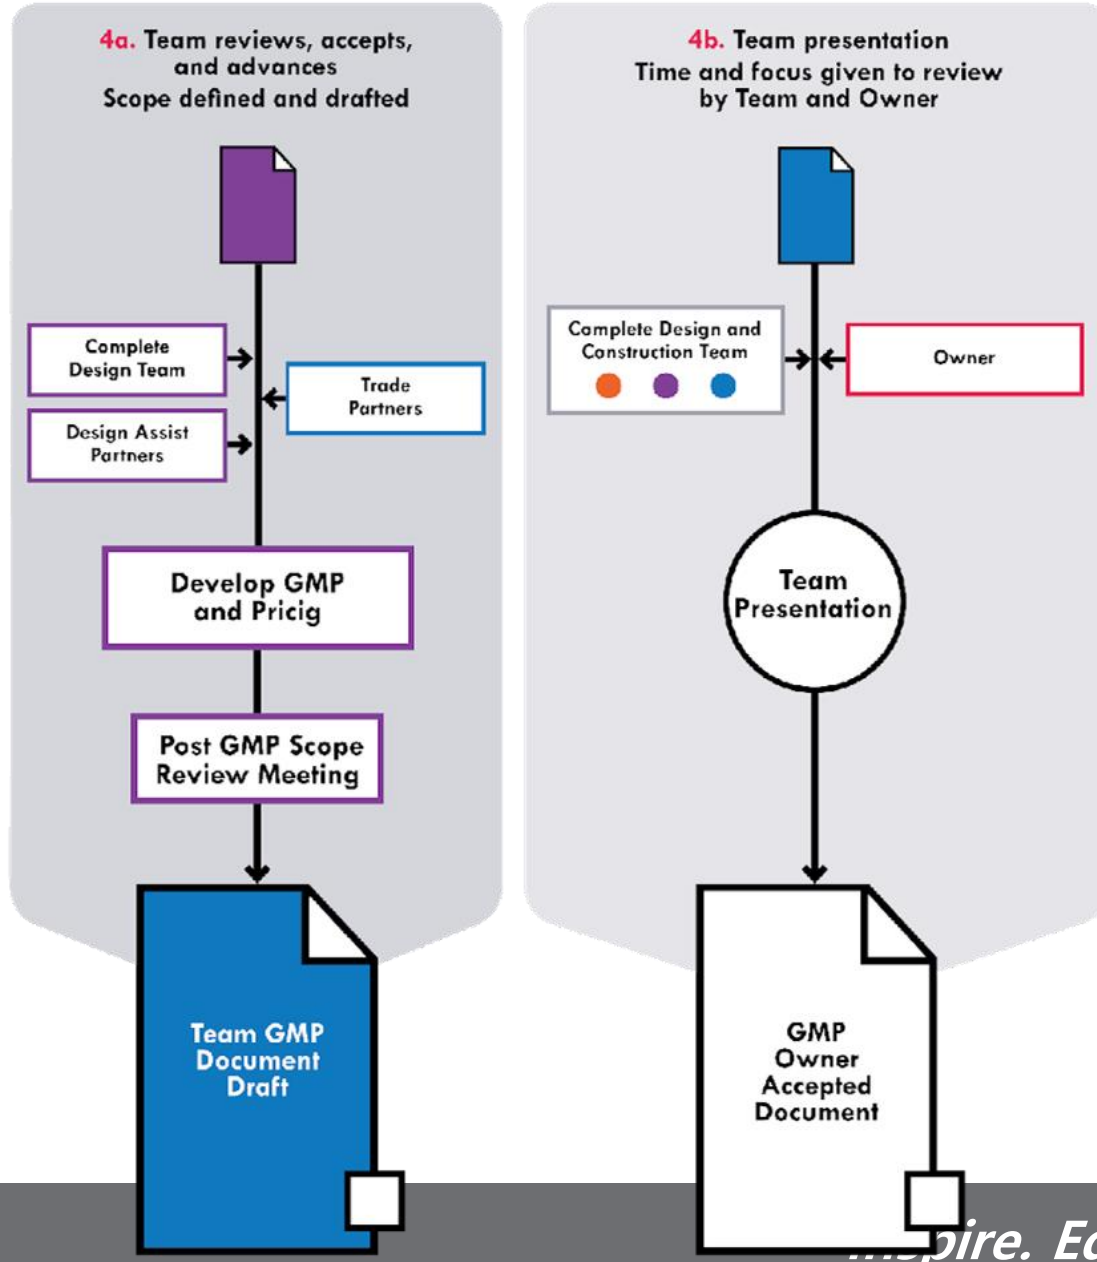 4a. Team reviews, accepts,
and advances
Scope defined and drafted
Complete
Design Team
Trade
Partners
Design Assist
Partners
Develop GMP
and Pricig
Post GMP Scope
Review Meeting
Team GMP
Document
Draft
4b. Team presentation
Time and focus given to review
by Team and Owner
Complete Design and
Construction Team
Owner
Team
Presentation
GMP
Owner
Accepted
Document